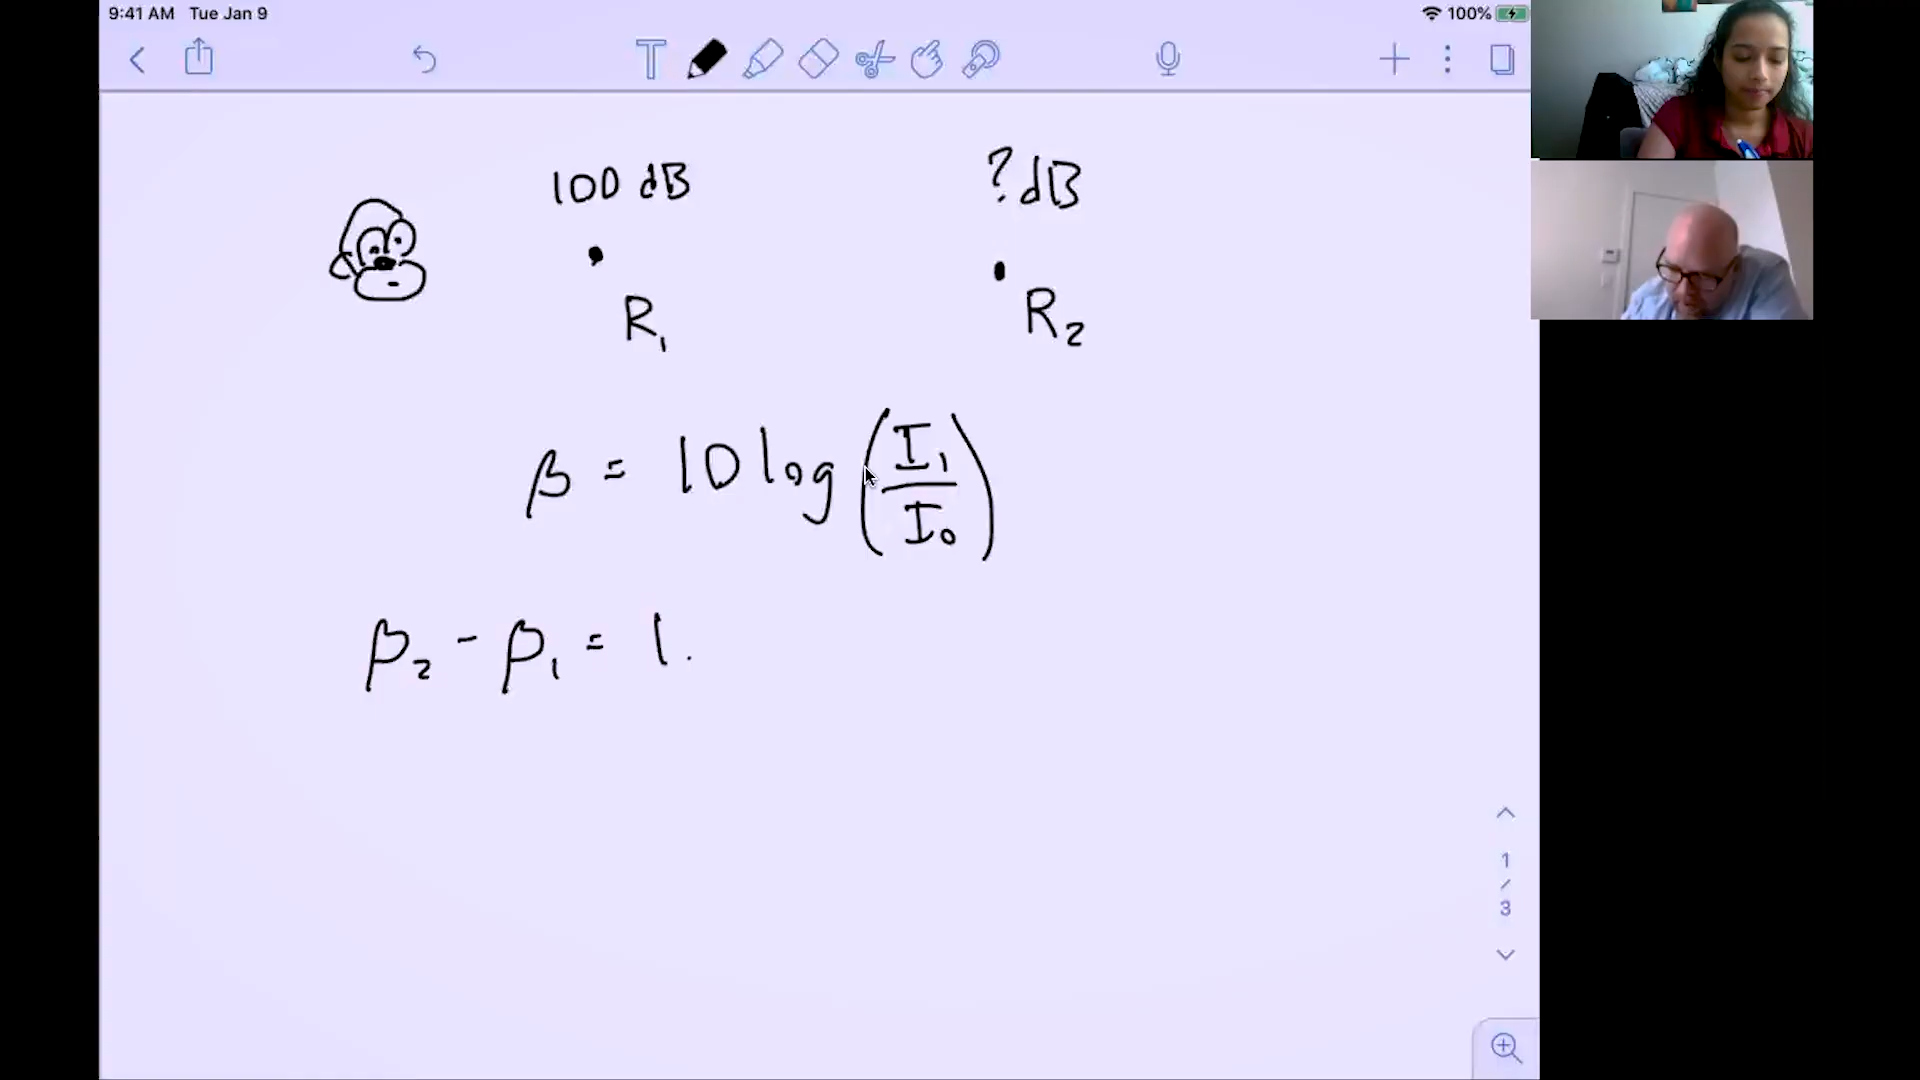 9:41 AM Tue Jan 9 100%
T
100 dB ? dB
R₁ R₂
β = 10 log (I₁/I₀)
β₂ - β₁ = 1.
1
/
3